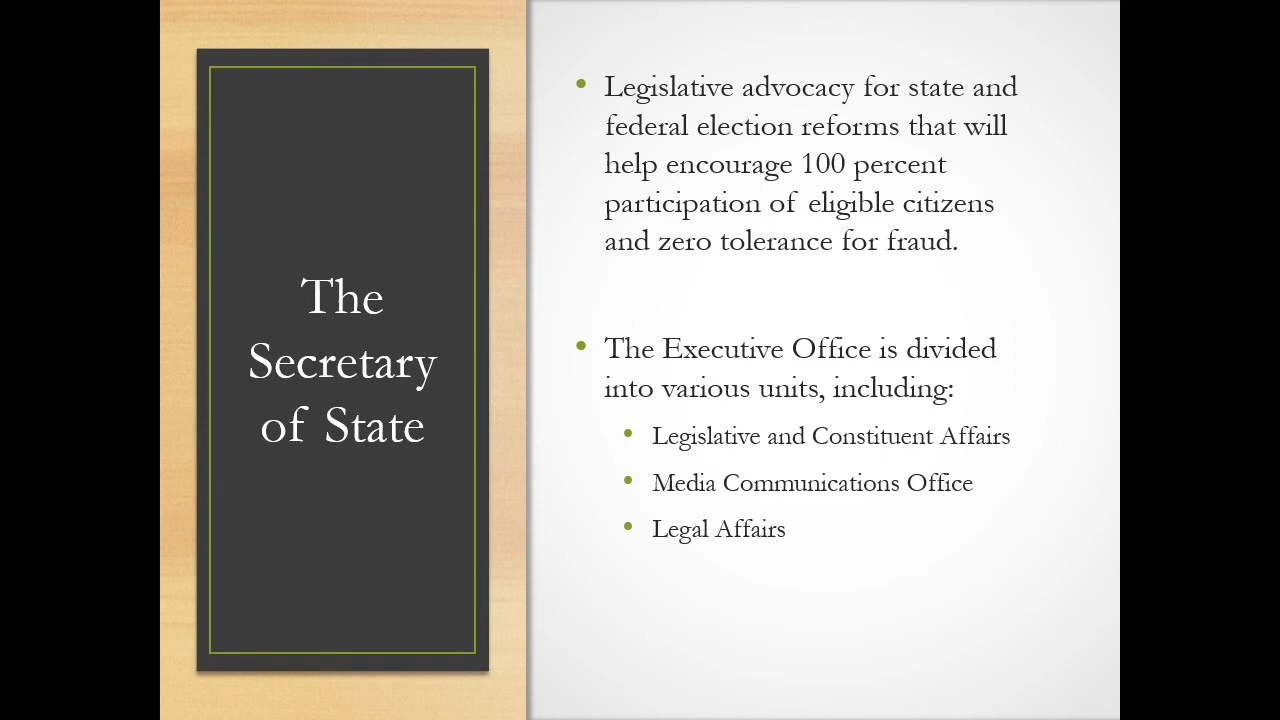 The
Secretary
of State
• Legislative advocacy for state and
federal election reforms that will
help encourage 100 percent
participation of eligible citizens
and zero tolerance for fraud.
• The Executive Office is divided
into various units, including:
• Legislative and Constituent Affairs
• Media Communications Office
• Legal Affairs